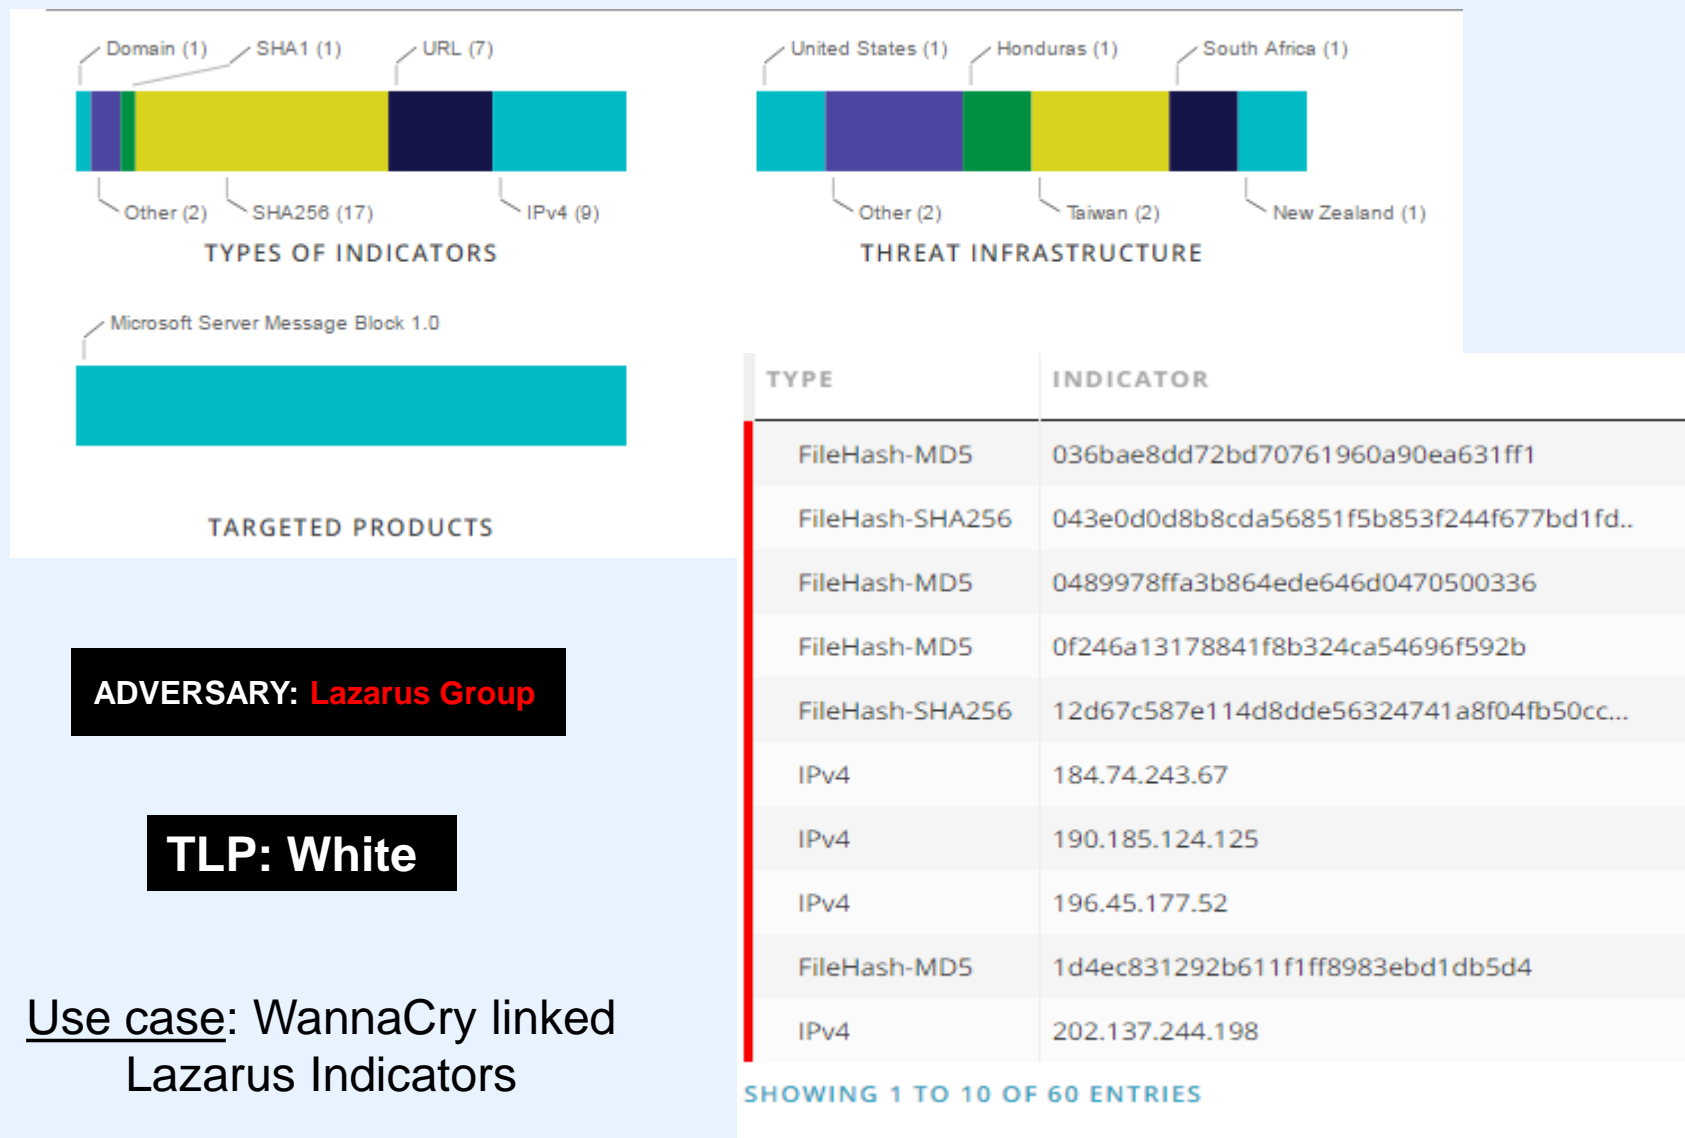 Domain (1) SHA1 (1) URL (7)
Other (2) SHA256 (17) IPv4 (9)
TYPES OF INDICATORS
United States (1) Honduras (1) South Africa (1)
Other (2) Taiwan (2) New Zealand (1)
THREAT INFRASTRUCTURE
Microsoft Server Message Block 1.0
TARGETED PRODUCTS
ADVERSARY: Lazarus Group
TLP: White
Use case: WannaCry linked
Lazarus Indicators
TYPE INDICATOR
FileHash-MD5 036bae8dd72bd70761960a90ea631ff1
FileHash-SHA256 043e0d0d8b8cda56851f5b853f244f677bd1fd..
FileHash-MD5 0489978ffa3b864ede646d0470500336
FileHash-MD5 0f246a13178841f8b324ca54696f592b
FileHash-SHA256 12d67c587e114d8dde56324741a8f04fb50cc...
IPv4 184.74.243.67
IPv4 190.185.124.125
IPv4 196.45.177.52
FileHash-MD5 1d4ec831292b611f1ff8983ebd1db5d4
IPv4 202.137.244.198
SHOWING 1 TO 10 OF 60 ENTRIES